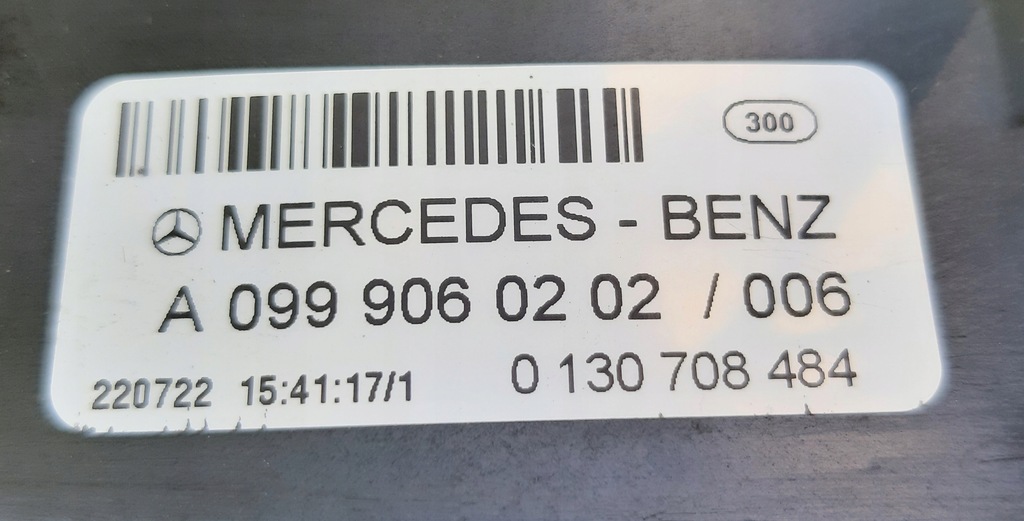 300
MERCEDES - BENZ
A 099 906 02 02 / 006
220722 15:41:17/1 0 130 708 484